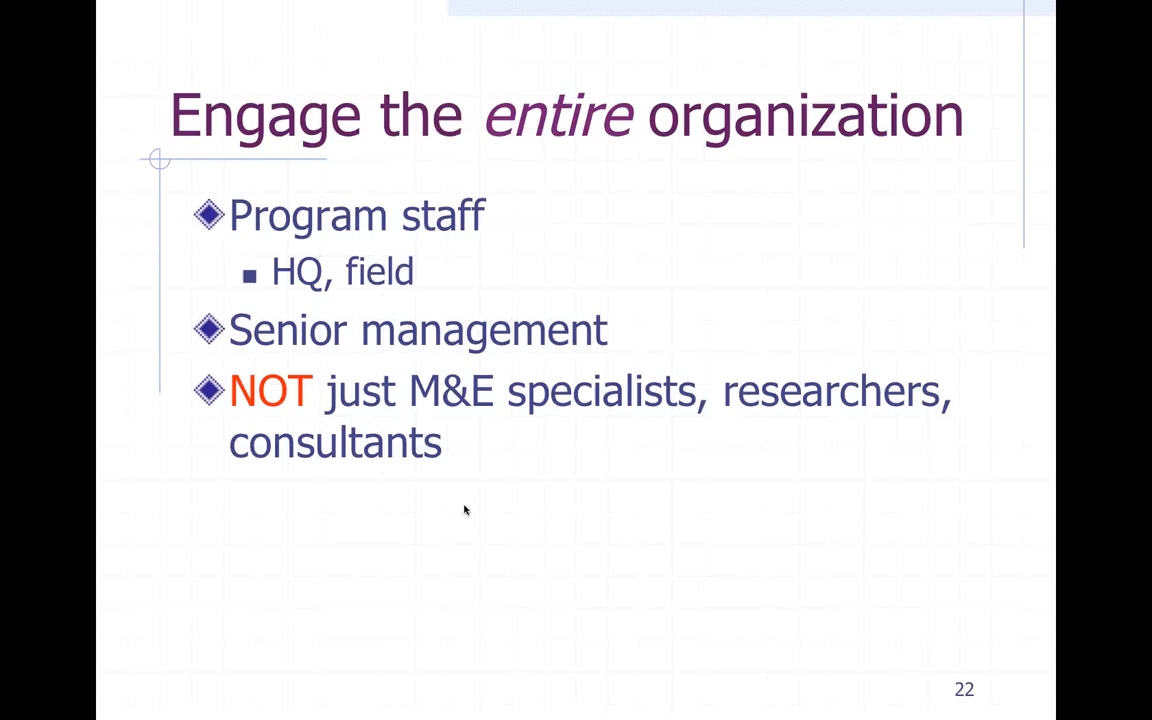 Engage the entire organization
Program staff
HQ, field
Senior management
NOT just M&E specialists, researchers,
consultants
22